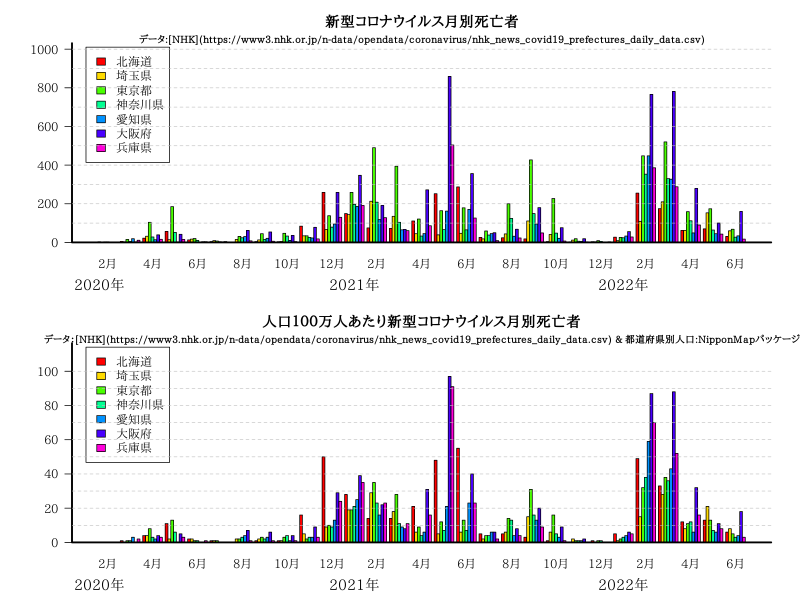 新型コロナウイルス月別死亡者
データ:[NHK](https://www3.nhk.or.jp/n-data/opendata/coronavirus/nhk_news_covid19_prefectures_daily_data.csv)
1000
800
600
400
200
0
北海道
埼玉県
東京都
神奈川県
愛知県
大阪府
兵庫県
2月 4月 6月 8月 10月 12月 2月 4月 6月 8月 10月 12月 2月 4月 6月
2020年 2021年 2022年
人口100万人あたり新型コロナウイルス月別死亡者
データ:[NHK](https://www3.nhk.or.jp/n-data/opendata/coronavirus/nhk_news_covid19_prefectures_daily_data.csv) & 都道府県別人口:NipponMapパッケージ
100
80
60
40
20
0
北海道
埼玉県
東京都
神奈川県
愛知県
大阪府
兵庫県
2月 4月 6月 8月 10月 12月 2月 4月 6月 8月 10月 12月 2月 4月 6月
2020年 2021年 2022年